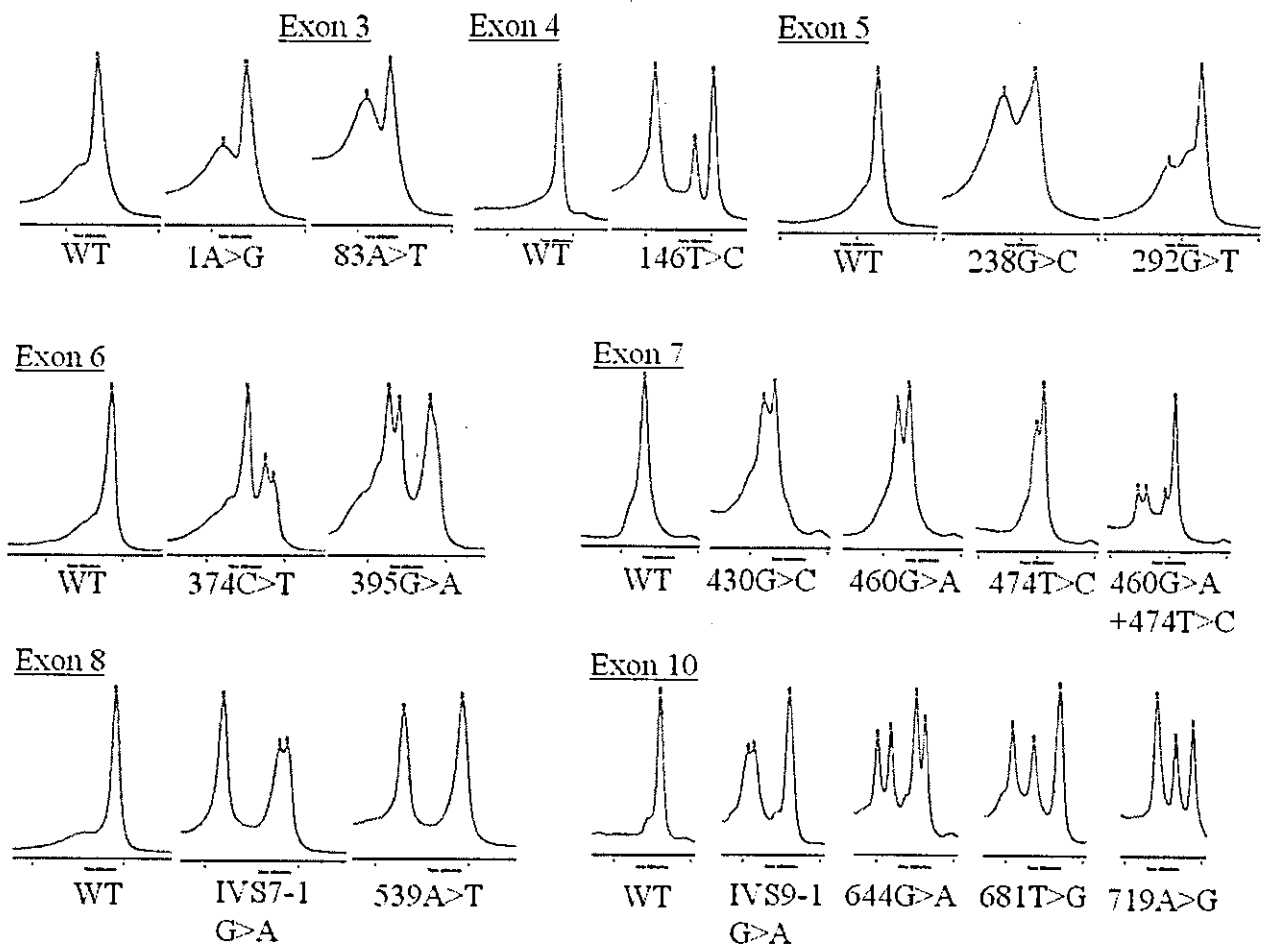 Exon 3 Exon 4 Exon 5
WT 1A>G 83A>T WT 146T>C WT 238G>C 292G>T
Exon 6 Exon 7
WT 374C>T 395G>A WT 430G>C 460G>A 474T>C 460G>A
+474T>C
Exon 8 Exon 10
WT IVS7-1 539A>T WT IVS9-1 644G>A 681T>G 719A>G
G>A G>A